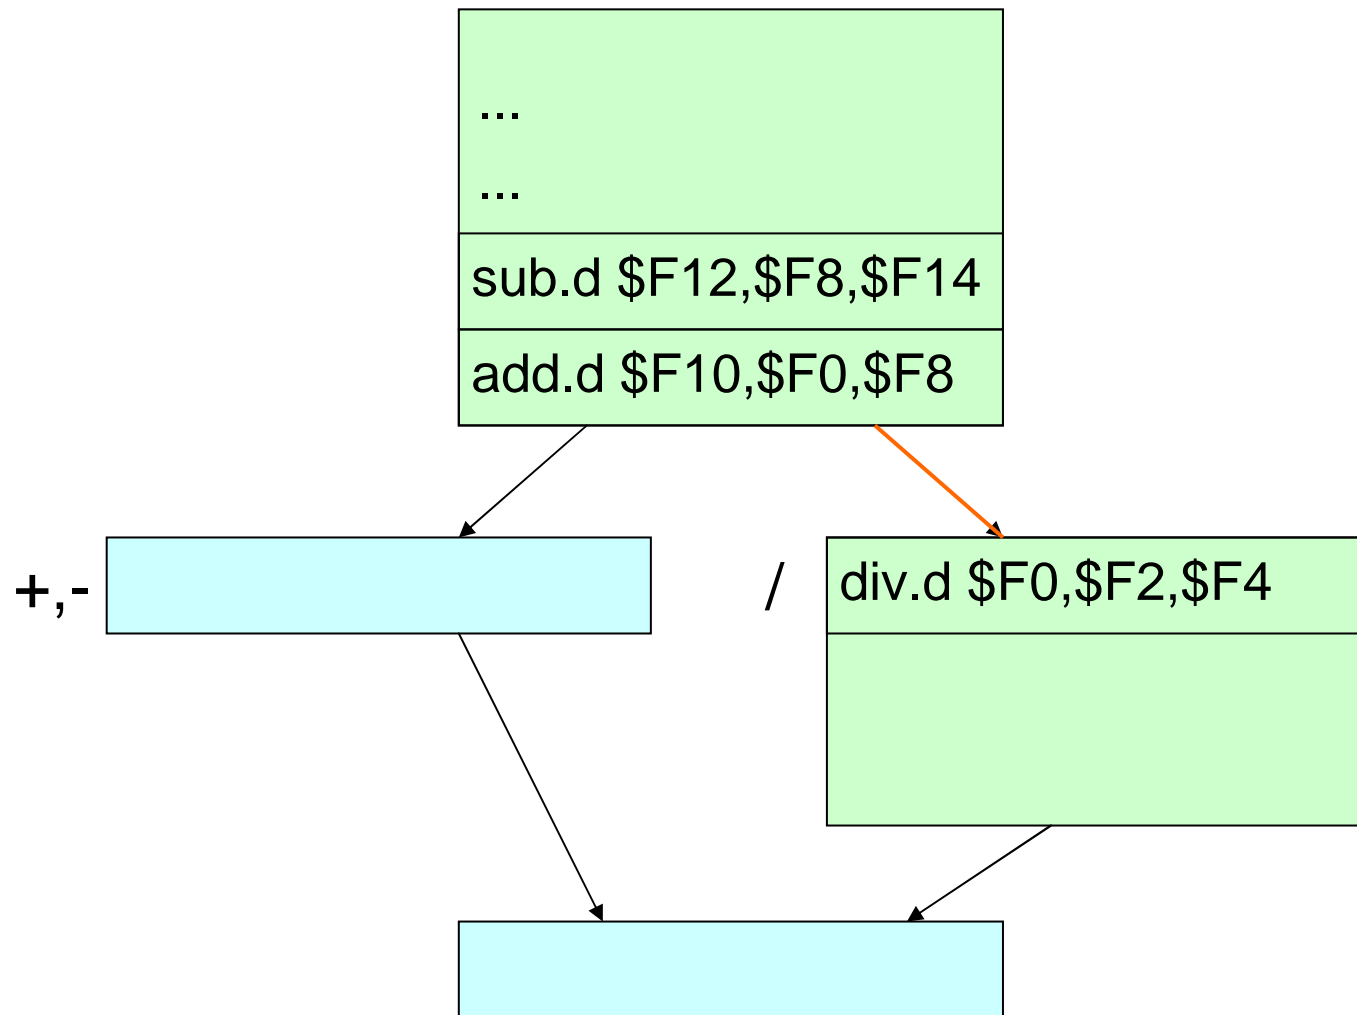 ...
...
sub.d $F12,$F8,$F14
add.d $F10,$F0,$F8
+,-
/
div.d $F0,$F2,$F4